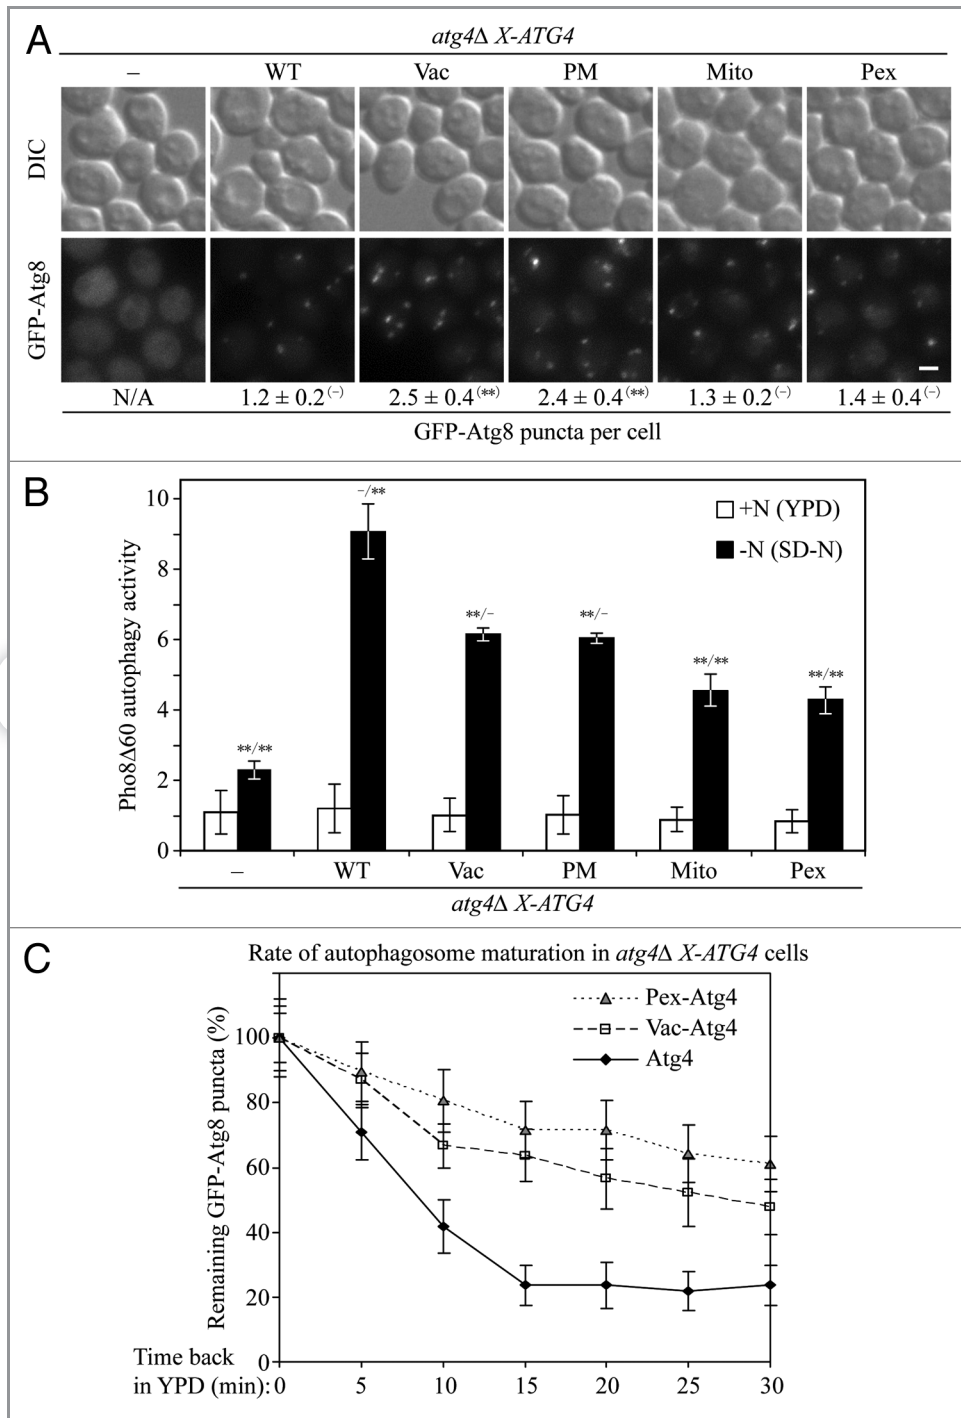 A
atg4Δ X-ATG4
– WT Vac PM Mito Pex
DIC
GFP-Atg8
N/A 1.2 ± 0.2(–) 2.5 ± 0.4(**) 2.4 ± 0.4(**) 1.3 ± 0.2(–) 1.4 ± 0.4(–)
GFP-Atg8 puncta per cell
B
Pho8Δ60 autophagy activity
10
8
6
4
2
0
+N (YPD)
-N (SD-N)
**/**
–/**
**/–
**/–
**/**
**/**
– WT Vac PM Mito Pex
atg4Δ X-ATG4
C
Rate of autophagosome maturation in atg4Δ X-ATG4 cells
Remaining GFP-Atg8 puncta (%)
100
80
60
40
20
0
Pex-Atg4
Vac-Atg4
Atg4
Time back
in YPD (min): 0 5 10 15 20 25 30